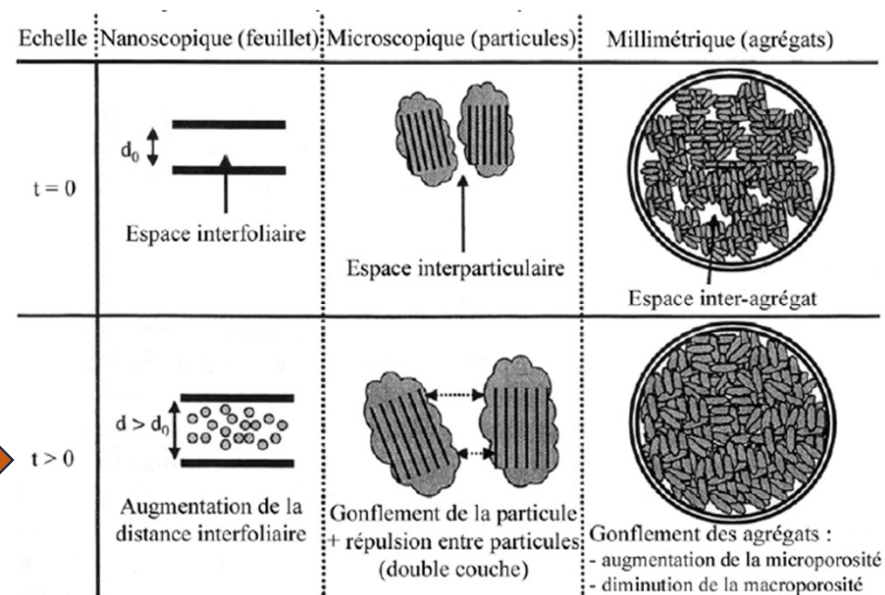 Echelle Nanoscopique (feuillet) Microscopique (particules) Millimétrique (agrégats)
d₀
t = 0
Espace interfoliaire
Espace interparticulaire
Espace inter-agrégat
d > d₀
t > 0
Augmentation de la
distance interfoliaire
Gonflement de la particule
+ répulsion entre particules
(double couche)
Gonflement des agrégats :
- augmentation de la microporosité
- diminution de la macroporosité